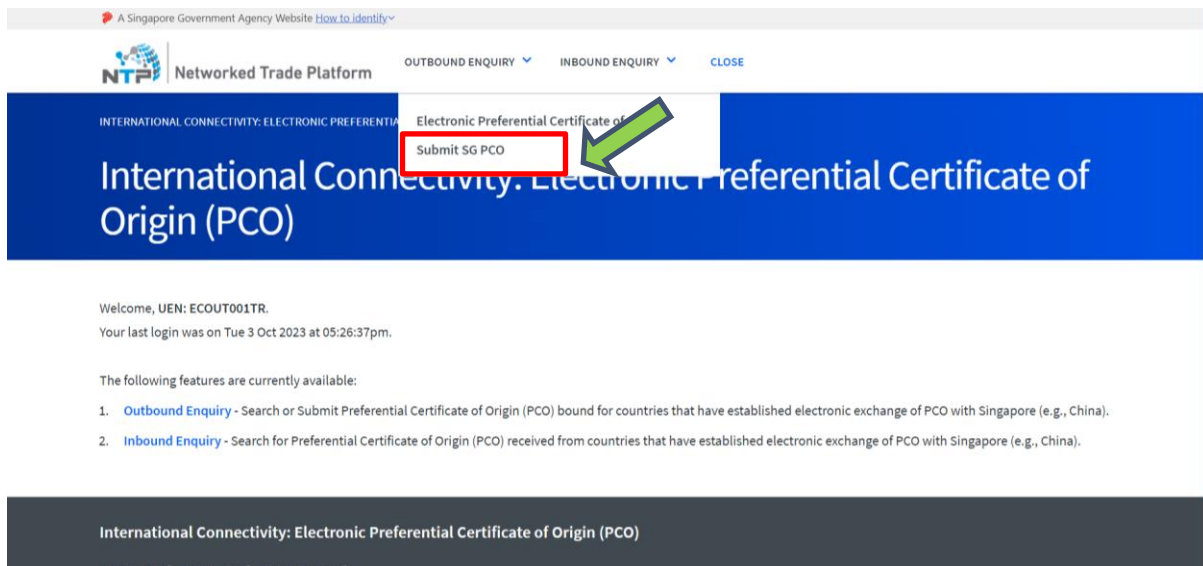 A Singapore Government Agency Website How to identify
NTP Networked Trade Platform
OUTBOUND ENQUIRY INBOUND ENQUIRY CLOSE
INTERNATIONAL CONNECTIVITY: ELECTRONIC PREFERENTIA
Electronic Preferential Certificate of
Submit SG PCO
International Connectivity: Electronic Preferential Certificate of
Origin (PCO)
Welcome, UEN: ECOUT001TR.
Your last login was on Tue 3 Oct 2023 at 05:26:37pm.
The following features are currently available:
1. Outbound Enquiry - Search or Submit Preferential Certificate of Origin (PCO) bound for countries that have established electronic exchange of PCO with Singapore (e.g., China).
2. Inbound Enquiry - Search for Preferential Certificate of Origin (PCO) received from countries that have established electronic exchange of PCO with Singapore (e.g., China).
International Connectivity: Electronic Preferential Certificate of Origin (PCO)